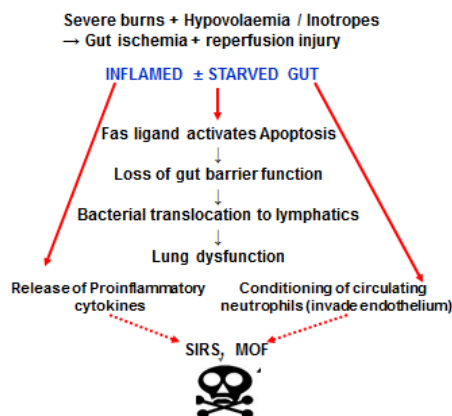 Severe burns + Hypovolaemia / Inotropes
→ Gut ischemia + reperfusion injury
INFLAMED ± STARVED GUT
Fas ligand activates Apoptosis
↓
Loss of gut barrier function
↓
Bacterial translocation to lymphatics
↓
Lung dysfunction
Release of Proinflammatory
cytokines
Conditioning of circulating
neutrophils (invade endothelium)
SIRS, MOF